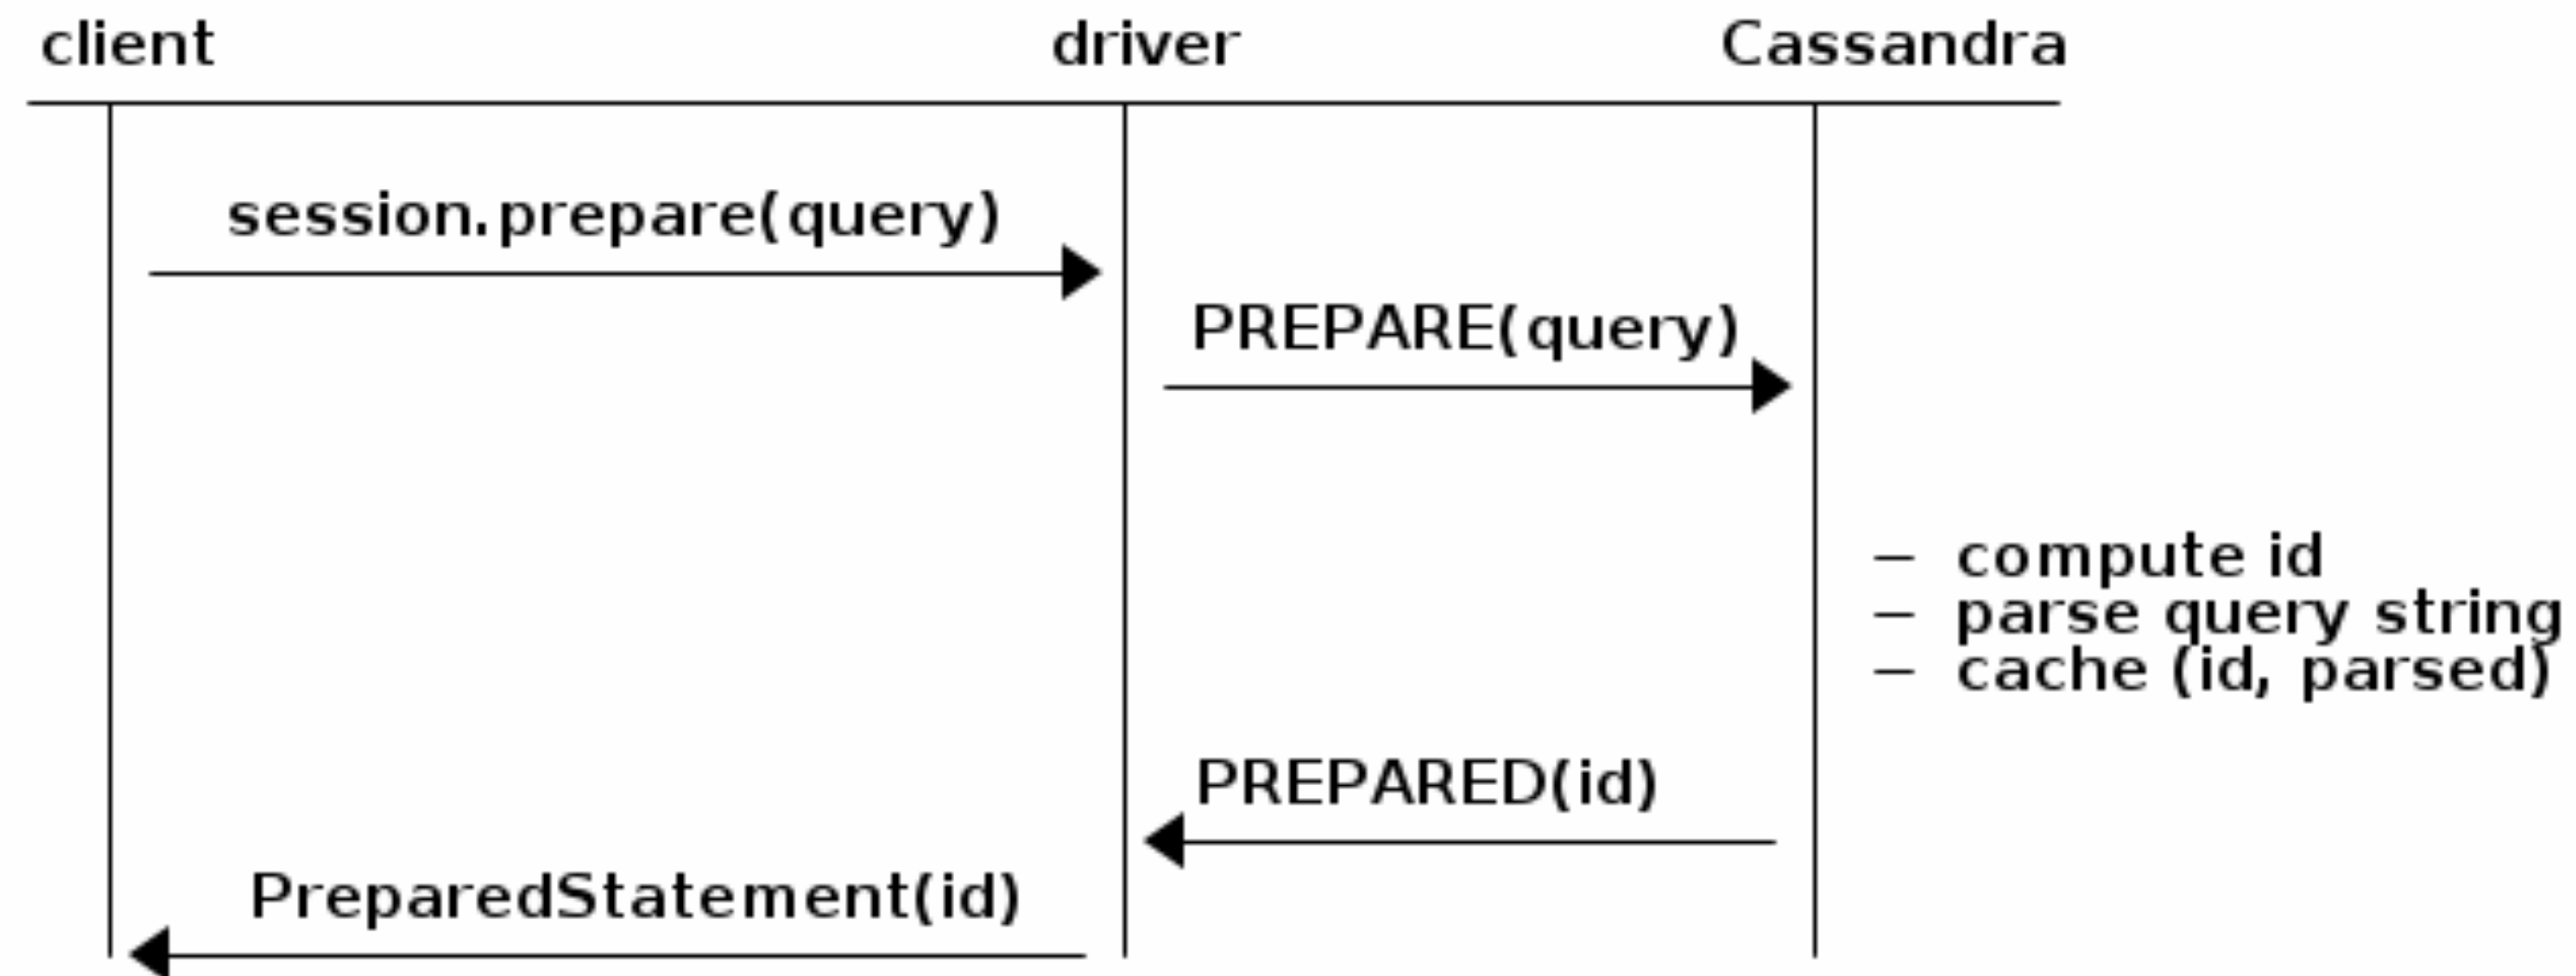 client driver Cassandra
session.prepare(query)
PREPARE(query)
– compute id
– parse query string
– cache (id, parsed)
PREPARED(id)
PreparedStatement(id)